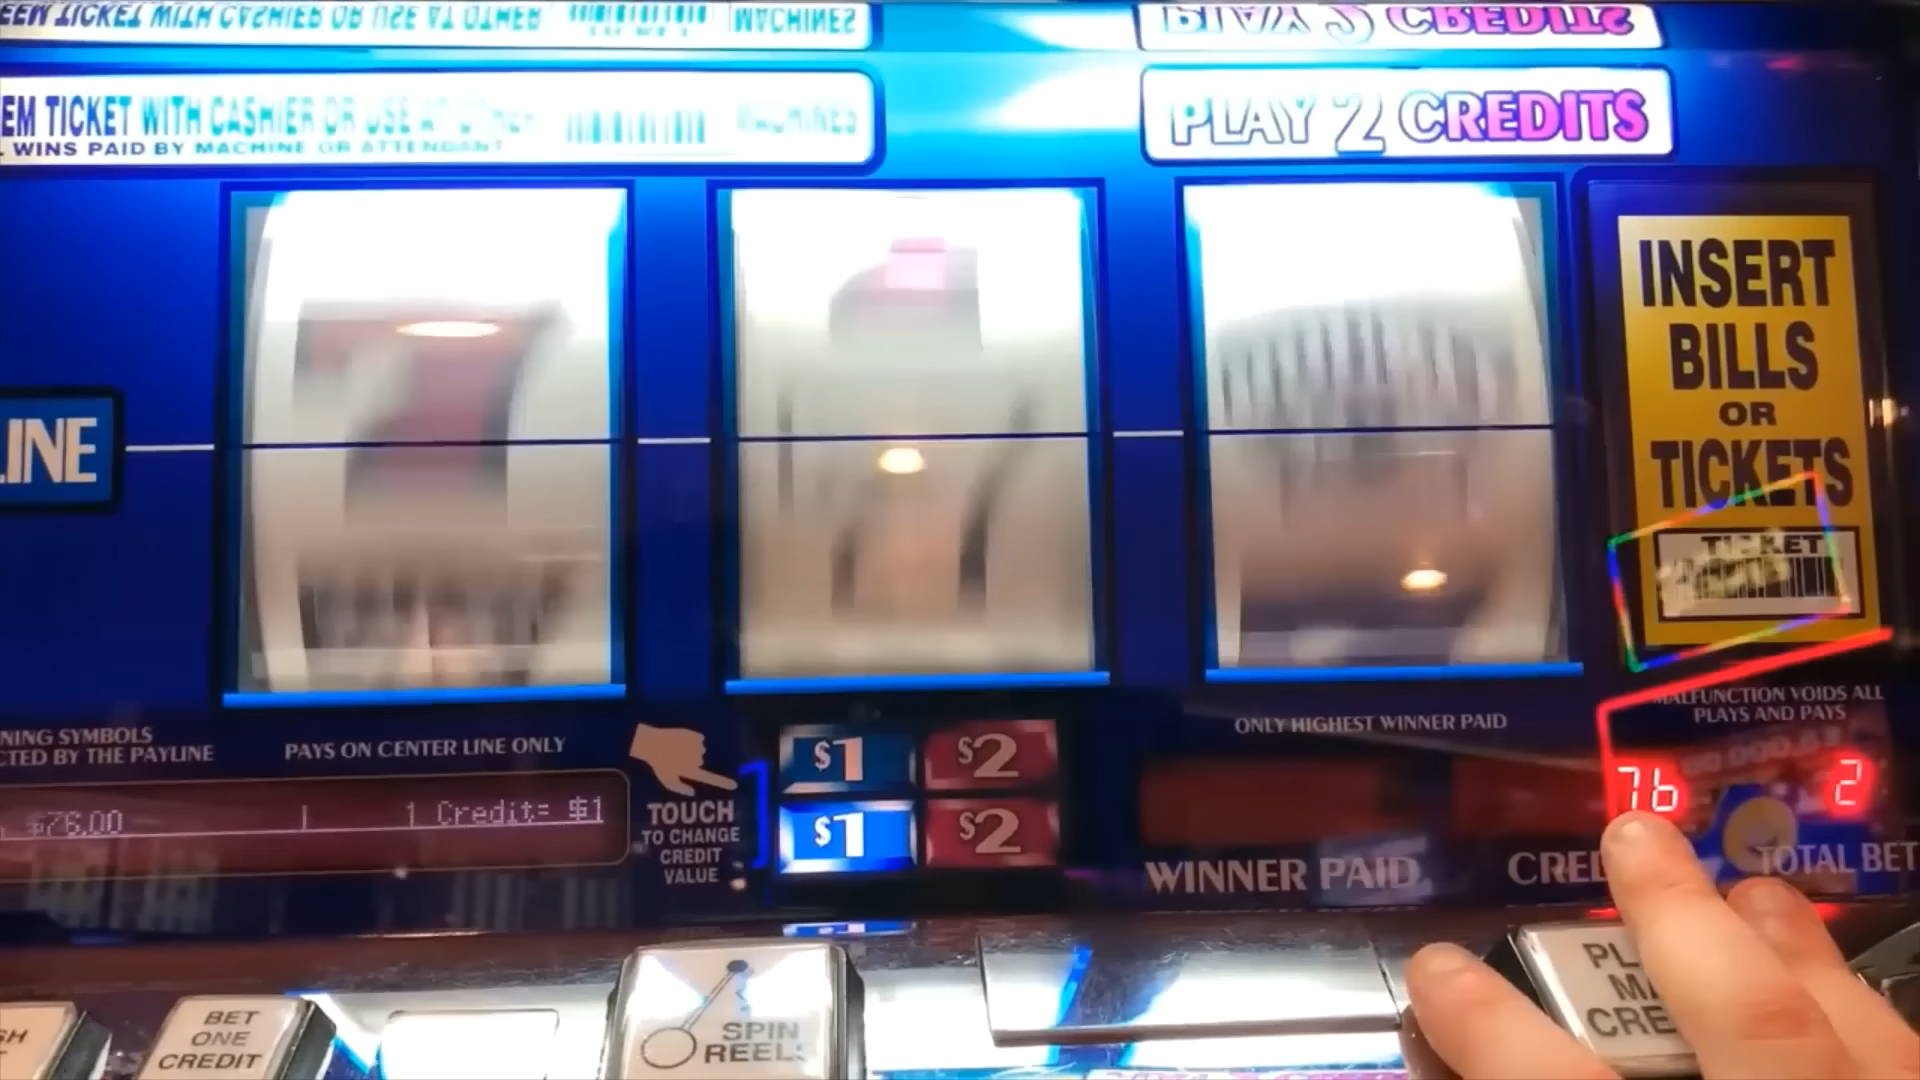 EEM TICKET WITH CASHIER OR USE AT OTHER MACHINES
PLAY 2 CREDITS
EM TICKET WITH CASHIER OR USE AT OTHER MACHINES
WINS PAID BY MACHINE OR ATTENDANT
PLAY 2 CREDITS
INSERT
BILLS
OR
TICKETS
TICKET
LINE
NING SYMBOLS
CTED BY THE PAYLINE
PAYS ON CENTER LINE ONLY
$76.00 1 Credit= $1
TOUCH
TO CHANGE
CREDIT
VALUE
$1 $2
$1 $2
ONLY HIGHEST WINNER PAID
MALFUNCTION VOIDS ALL
PLAYS AND PAYS
76 2
WINNER PAID
CRED
TOTAL BET
SH
BET
ONE
CREDIT
SPIN
REELS
PL
MA
CRE